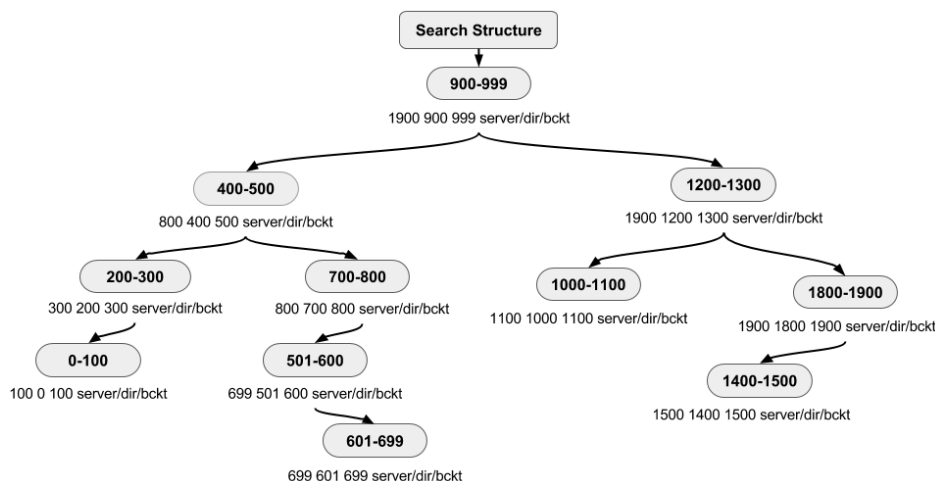 Search Structure
900-999
1900 900 999 server/dir/bckt
400-500
800 400 500 server/dir/bckt
1200-1300
1900 1200 1300 server/dir/bckt
200-300
300 200 300 server/dir/bckt
700-800
800 700 800 server/dir/bckt
1000-1100
1100 1000 1100 server/dir/bckt
1800-1900
1900 1800 1900 server/dir/bckt
0-100
100 0 100 server/dir/bckt
501-600
699 501 600 server/dir/bckt
1400-1500
1500 1400 1500 server/dir/bckt
601-699
699 601 699 server/dir/bckt